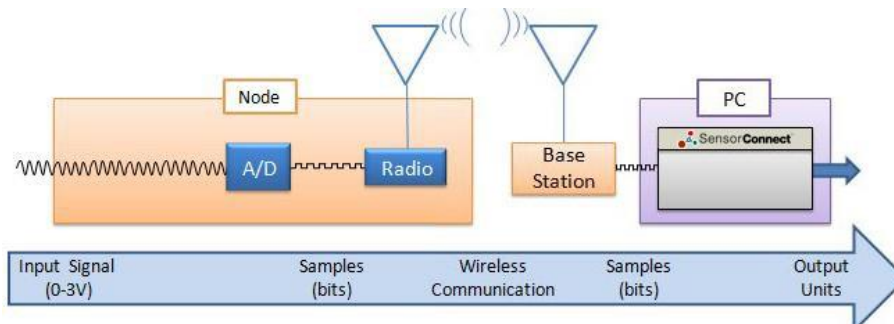 Node
PC
SensorConnect
A/D
Radio
Base
Station
Input Signal
(0-3V)
Samples
(bits)
Wireless
Communication
Samples
(bits)
Output
Units